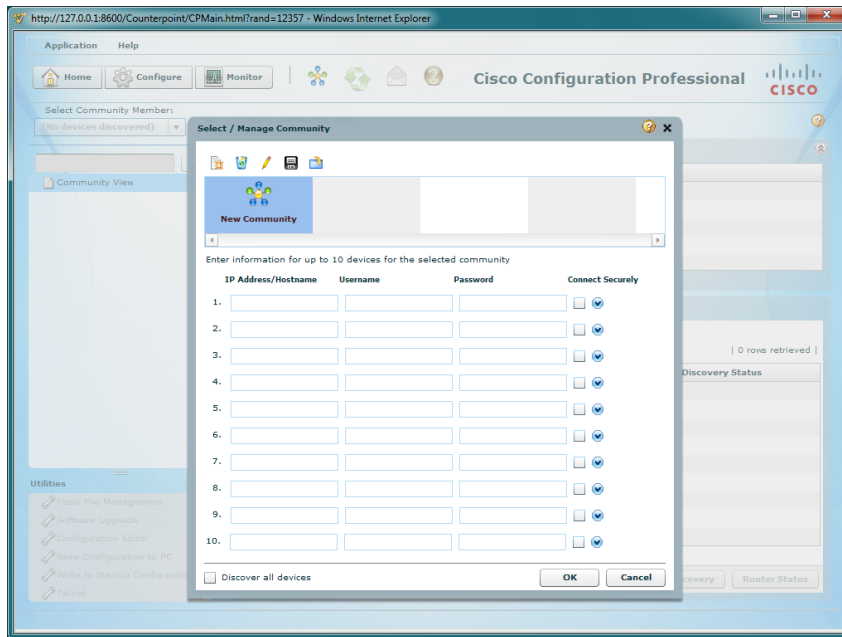 http://127.0.0.1:8600/Counterpoint/CPMain.html?rand=12357 - Windows Internet Explorer
Application Help
Home Configure Monitor Cisco Configuration Professional CISCO
Select Community Member:
(No devices discovered)
Select / Manage Community
Community View
New Community
Enter information for up to 10 devices for the selected community
IP Address/Hostname Username Password Connect Securely
1.
2.
3.
4.
5.
6.
7.
8.
9.
10.
| 0 rows retrieved |
Discovery Status
Utilities
Flash File Management
Software Upgrade
Configuration Editor
Save Configuration to PC
Write to Startup Configuratio
Telnet
Discover all devices
OK Cancel
covery Router Status